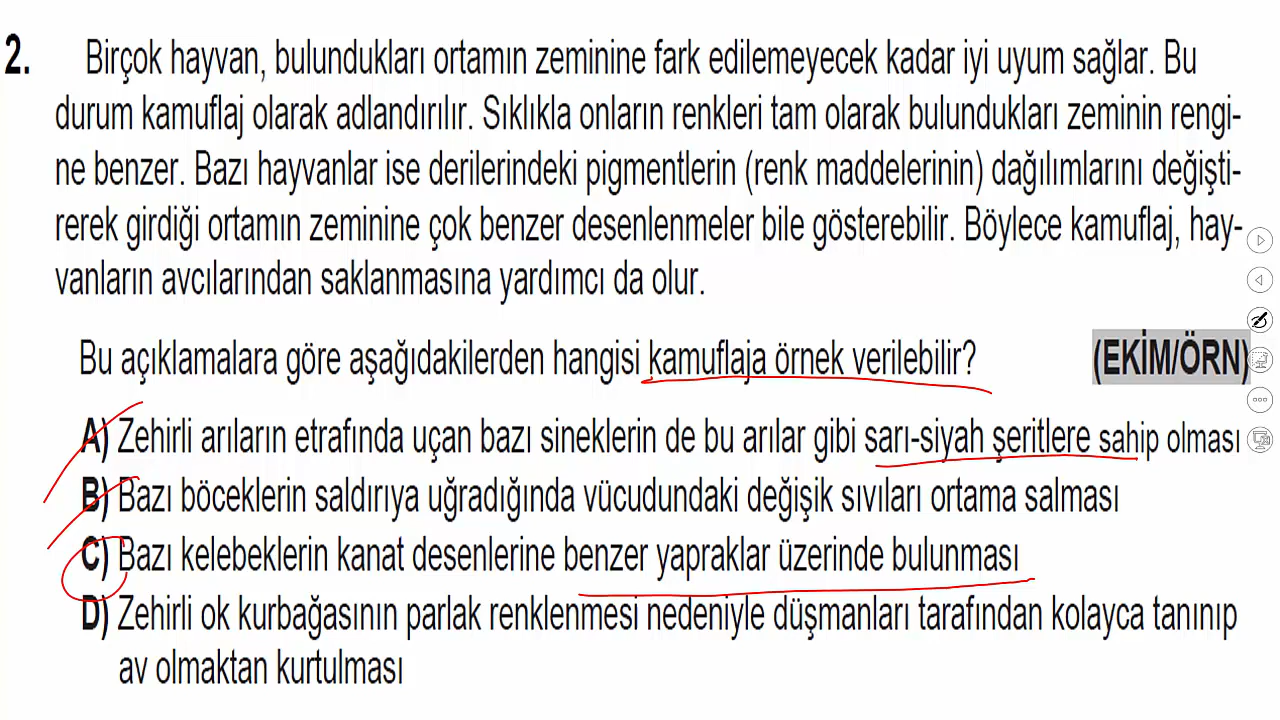 2. Birçok hayvan, bulundukları ortamın zeminine fark edilemeyecek kadar iyi uyum sağlar. Bu
durum kamuflaj olarak adlandırılır. Sıklıkla onların renkleri tam olarak bulundukları zeminin rengi-
ne benzer. Bazı hayvanlar ise derilerindeki pigmentlerin (renk maddelerinin) dağılımlarını değişti-
rerek girdiği ortamın zeminine çok benzer desenlenmeler bile gösterebilir. Böylece kamuflaj, hay-
vanların avcılarından saklanmasına yardımcı da olur.
Bu açıklamalara göre aşağıdakilerden hangisi kamuflaja örnek verilebilir? (EKİM/ÖRN)
A) Zehirli arıların etrafında uçan bazı sineklerin de bu arılar gibi sarı-siyah şeritlere sahip olması
B) Bazı böceklerin saldırıya uğradığında vücudundaki değişik sıvıları ortama salması
C) Bazı kelebeklerin kanat desenlerine benzer yapraklar üzerinde bulunması
D) Zehirli ok kurbağasının parlak renklenmesi nedeniyle düşmanları tarafından kolayca tanınıp
av olmaktan kurtulması